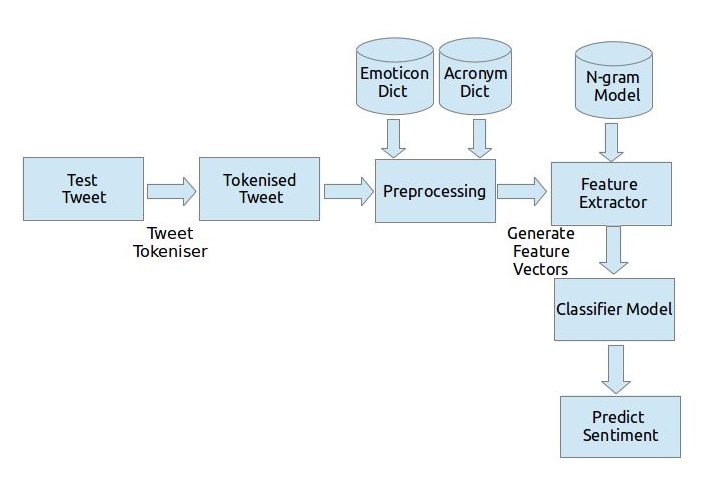 Emoticon
Dict
Acronym
Dict
N-gram
Model
Test
Tweet
Tokenised
Tweet
Preprocessing
Feature
Extractor
Tweet
Tokeniser
Generate
Feature
Vectors
Classifier Model
Predict
Sentiment